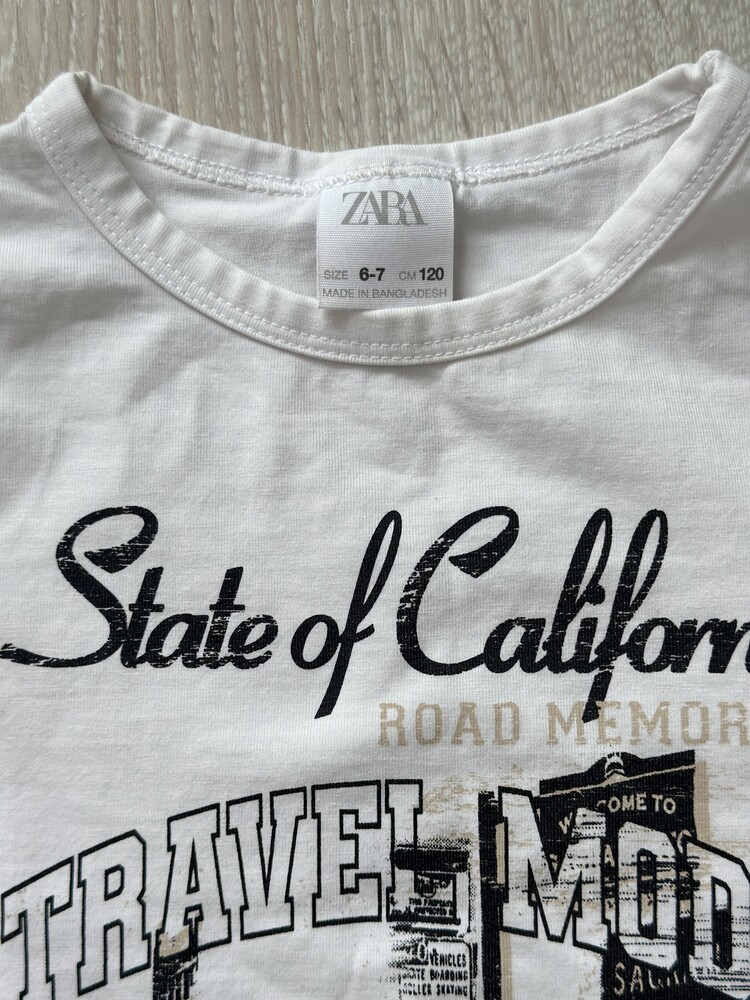 ZARA
SIZE 6-7 CM 120
MADE IN BANGLADESH
State of Californ
ROAD MEMOR
TRAVEL MOD
COME TO
VEHICLES
BOARDING
SKATING